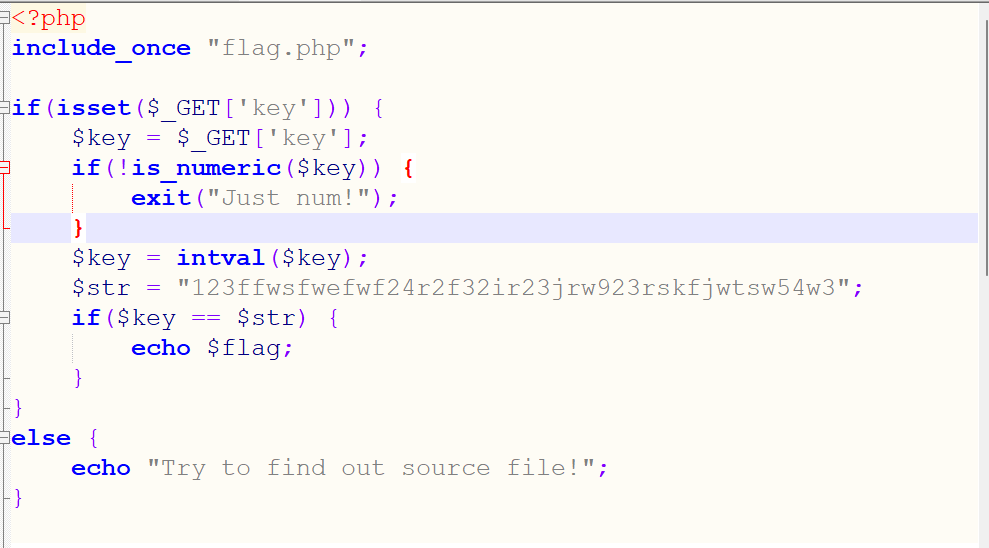 <?php
include_once "flag.php";
if(isset($_GET['key'])) {
$key = $_GET['key'];
if(!is_numeric($key)) {
exit("Just num!");
}
$key = intval($key);
$str = "123ffwsfwefwf24r2f32ir23jrw923rskfjwtsw54w3";
if($key == $str) {
echo $flag;
}
}
else {
echo "Try to find out source file!";
}